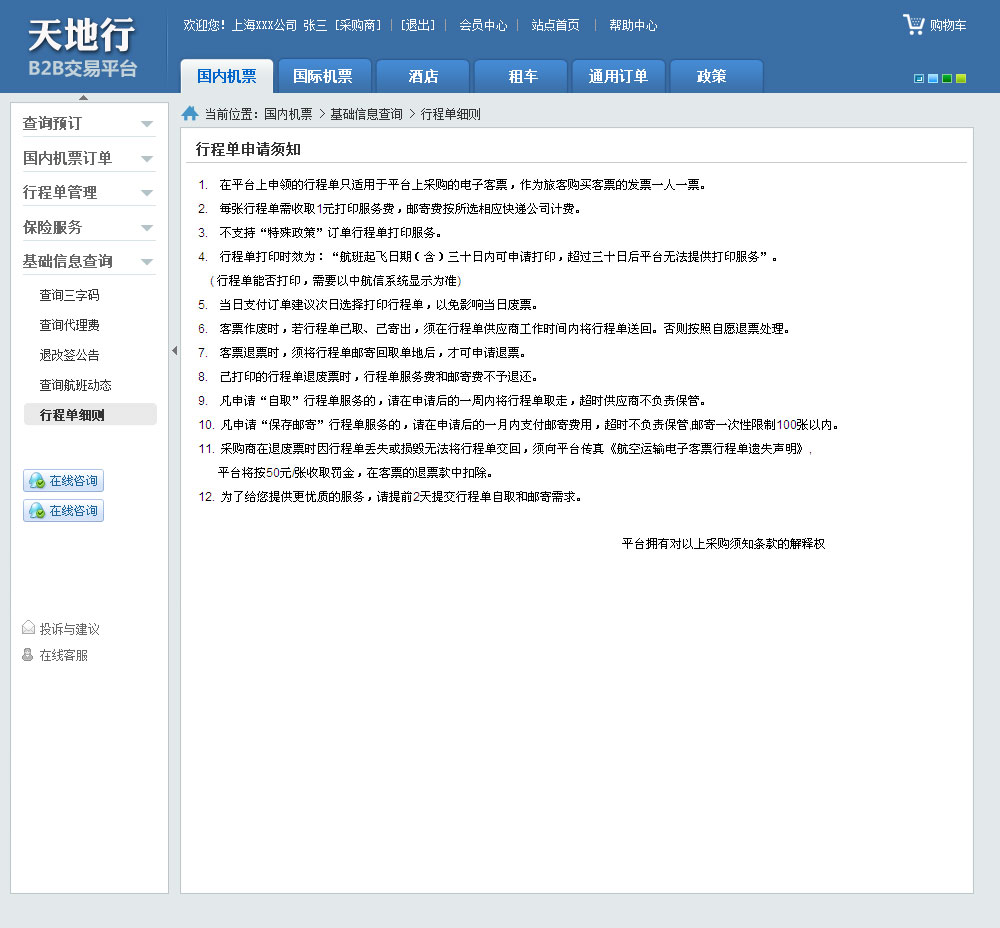 天地行
B2B交易平台
欢迎您！上海XXX公司 张三 [采购商] | [退出] | 会员中心 | 站点首页 | 帮助中心
购物车
国内机票 国际机票 酒店 租车 通用订单 政策
当前位置：国内机票 > 基础信息查询 > 行程单细则
查询预订
国内机票订单
行程单管理
保险服务
基础信息查询
查询三字码
查询代理费
退改签公告
查询航班动态
行程单细则
在线咨询
在线咨询
投诉与建议
在线客服
行程单申请须知
1. 在平台上申领的行程单只适用于平台上采购的电子客票，作为旅客购买客票的发票一人一票。
2. 每张行程单需收取1元打印服务费，邮寄费按所选相应快递公司计费。
3. 不支持“特殊政策”订单行程单打印服务。
4. 行程单打印时效为：“航班起飞日期（含）三十日内可申请打印，超过三十日后平台无法提供打印服务”。
（行程单能否打印，需要以中航信系统显示为准）
5. 当日支付订单建议次日选择打印行程单，以免影响当日废票。
6. 客票作废时，若行程单已取、己寄出，须在行程单供应商工作时间内将行程单送回。否则按照自愿退票处理。
7. 客票退票时，须将行程单邮寄回取单地后，才可申请退票。
8. 己打印的行程单退废票时，行程单服务费和邮寄费不予退还。
9. 凡申请“自取”行程单服务的，请在申请后的一周内将行程单取走，超时供应商不负责保管。
10. 凡申请“保存邮寄”行程单服务的，请在申请后的一月内支付邮寄费用，超时不负责保管,邮寄一次性限制100张以内。
11. 采购商在退废票时因行程单丢失或损毁无法将行程单交回，须向平台传真《航空运输电子客票行程单遗失声明》，
平台将按50元/张收取罚金，在客票的退票款中扣除。
12. 为了给您提供更优质的服务，请提前2天提交行程单自取和邮寄需求。
平台拥有对以上采购须知条款的解释权